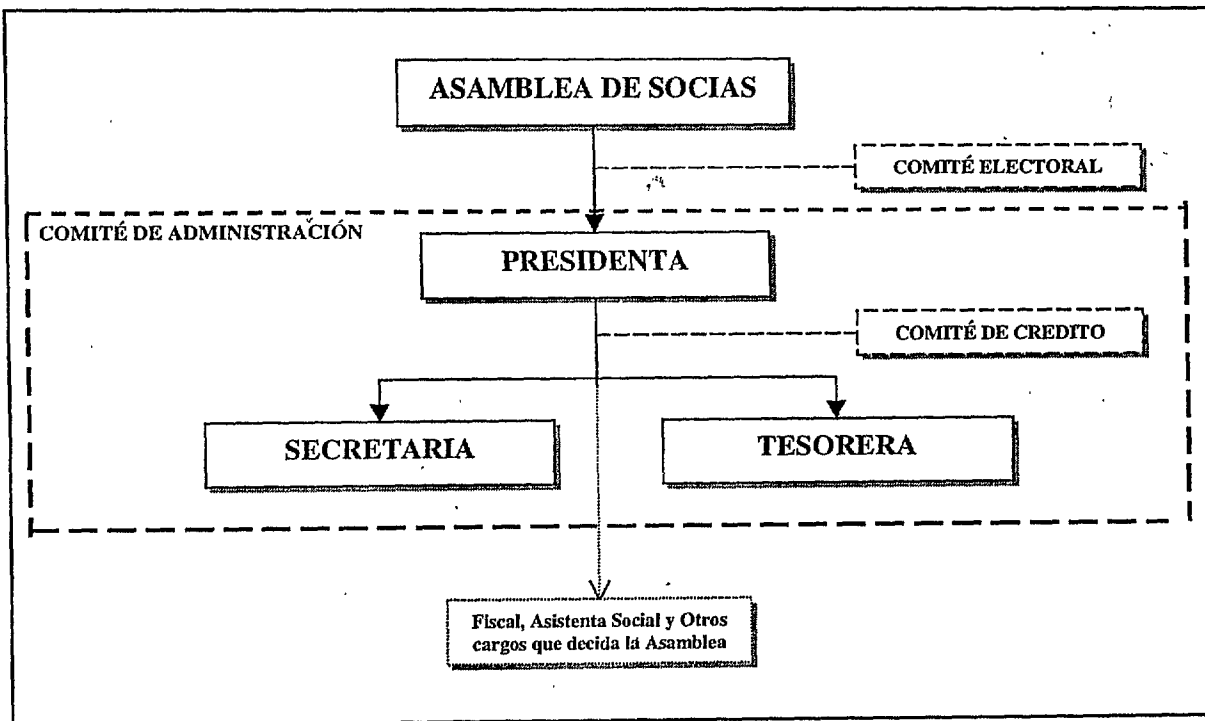 ASAMBLEA DE SOCIAS
COMITÉ ELECTORAL
COMITÉ DE ADMINISTRACIÓN
PRESIDENTA
COMITÉ DE CREDITO
SECRETARIA
TESORERA
Fiscal, Asistenta Social y Otros
cargos que decida la Asamblea